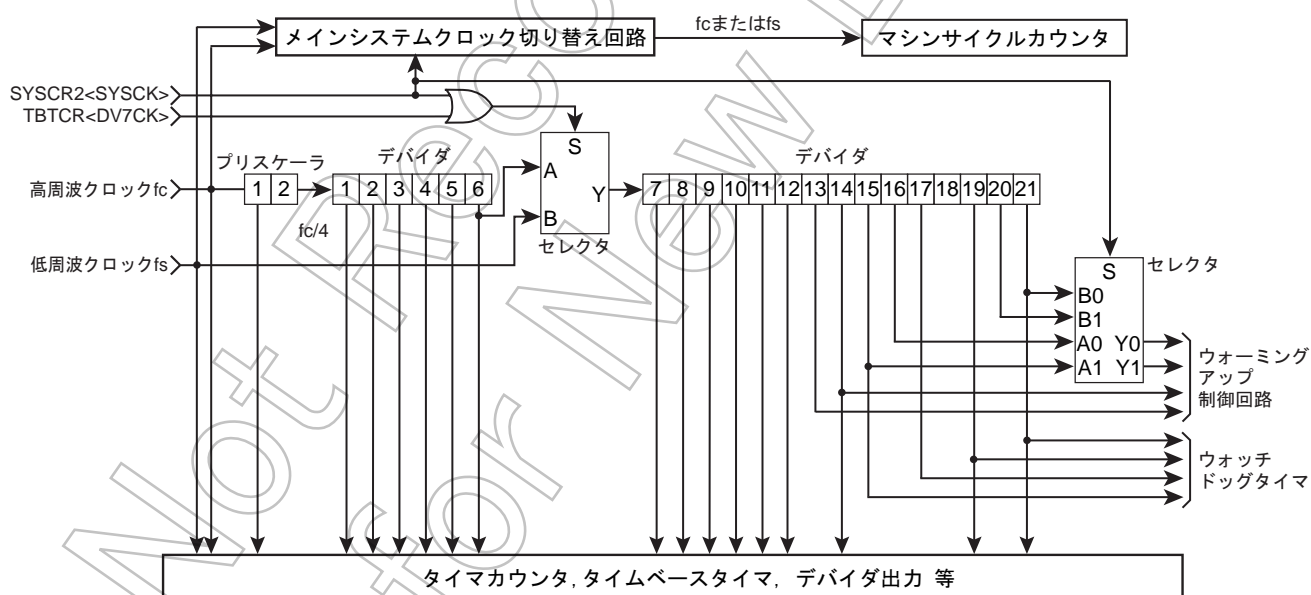 メインシステムクロック切り替え回路
fcまたはfs
マシンサイクルカウンタ
SYSCR2<SYSCK>
TBTCR<DV7CK>
プリスケーラ
デバイダ
S
デバイダ
高周波クロックfc
1 2
1 2 3 4 5 6
A
Y
B
7 8 9 10 11 12 13 14 15 16 17 18 19 20 21
fc/4
セレクタ
低周波クロックfs
S
セレクタ
B0
B1
A0 Y0
A1 Y1
ウォーミング
アップ
制御回路
ウォッチ
ドッグタイマ
タイマカウンタ, タイムベースタイマ, デバイダ出力 等
Not Reco
for New D